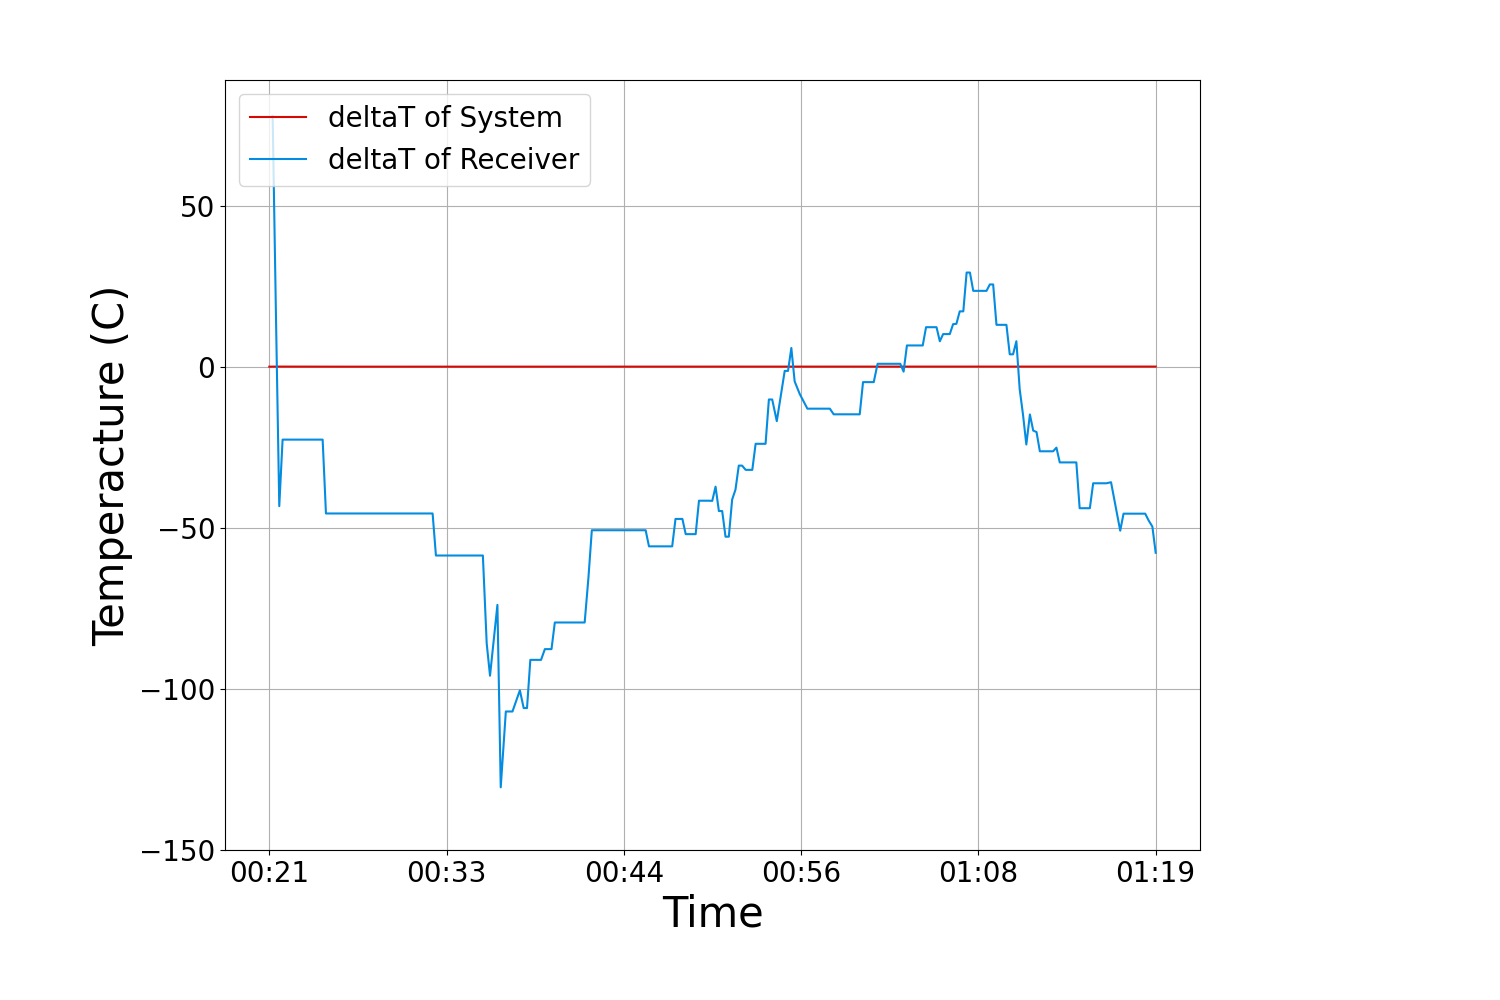 deltaT of System
deltaT of Receiver
50
0
−50
−100
−150
Temperacture (C)
00:21 00:33 00:44 00:56 01:08 01:19
Time